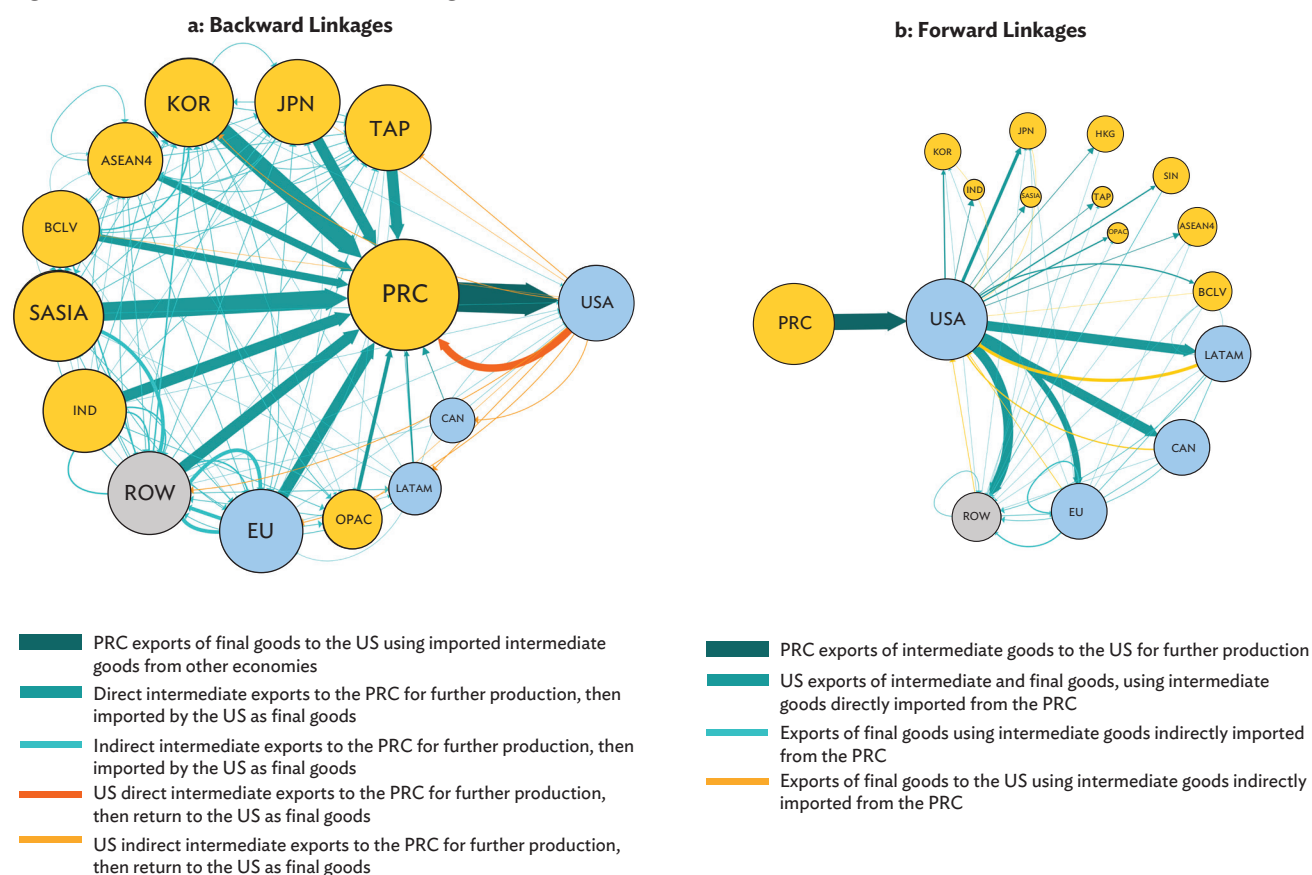 a: Backward Linkages
KOR
JPN
TAP
ASEAN4
BCLV
SASIA
PRC
USA
IND
CAN
ROW
LATAM
EU
OPAC
PRC exports of final goods to the US using imported intermediate
goods from other economies
Direct intermediate exports to the PRC for further production, then
imported by the US as final goods
Indirect intermediate exports to the PRC for further production, then
imported by the US as final goods
US direct intermediate exports to the PRC for further production,
then return to the US as final goods
US indirect intermediate exports to the PRC for further production,
then return to the US as final goods
b: Forward Linkages
JPN
HKG
KOR
SIN
IND
SASIA
TAP
OPAC
ASEAN4
BCLV
PRC
USA
LATAM
CAN
ROW
EU
PRC exports of intermediate goods to the US for further production
US exports of intermediate and final goods, using intermediate
goods directly imported from the PRC
Exports of final goods using intermediate goods indirectly imported
from the PRC
Exports of final goods to the US using intermediate goods indirectly
imported from the PRC